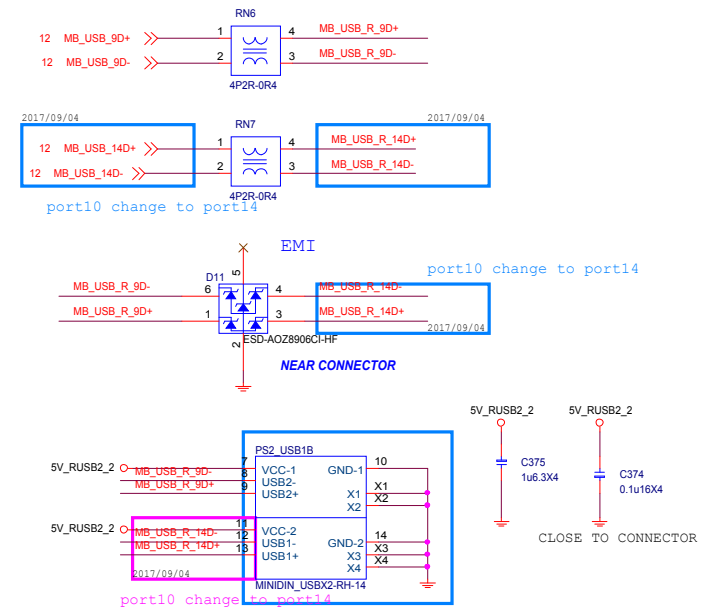 RN6
12 MB_USB_9D+ 1 4 MB_USB_R_9D+
12 MB_USB_9D- 2 3 MB_USB_R_9D-
4P2R-0R4
2017/09/04 2017/09/04
RN7
12 MB_USB_14D+ 1 4 MB_USB_R_14D+
12 MB_USB_14D- 2 3 MB_USB_R_14D-
4P2R-0R4
port10 change to port14
EMI
port10 change to port14
D11 5
MB_USB_R_9D- 6 4 MB_USB_R_14D-
MB_USB_R_9D+ 1 3 MB_USB_R_14D+
2017/09/04
2 ESD-AOZ8906CI-HF
NEAR CONNECTOR
5V_RUSB2_2 5V_RUSB2_2
PS2_USB1B
5V_RUSB2_2 7 VCC-1 GND-1 10
MB_USB_R_9D- 8 USB2-
MB_USB_R_9D+ 9 USB2+ X1 X1
X2 X2
C375
1u6.3X4
C374
0.1u16X4
5V_RUSB2_2 11 VCC-2
MB_USB_R_14D- 12 USB1- GND-2 14
MB_USB_R_14D+ 13 USB1+ X3 X3
X4 X4
CLOSE TO CONNECTOR
2017/09/04
MINIDIN_USBX2-RH-14
port10 change to port14